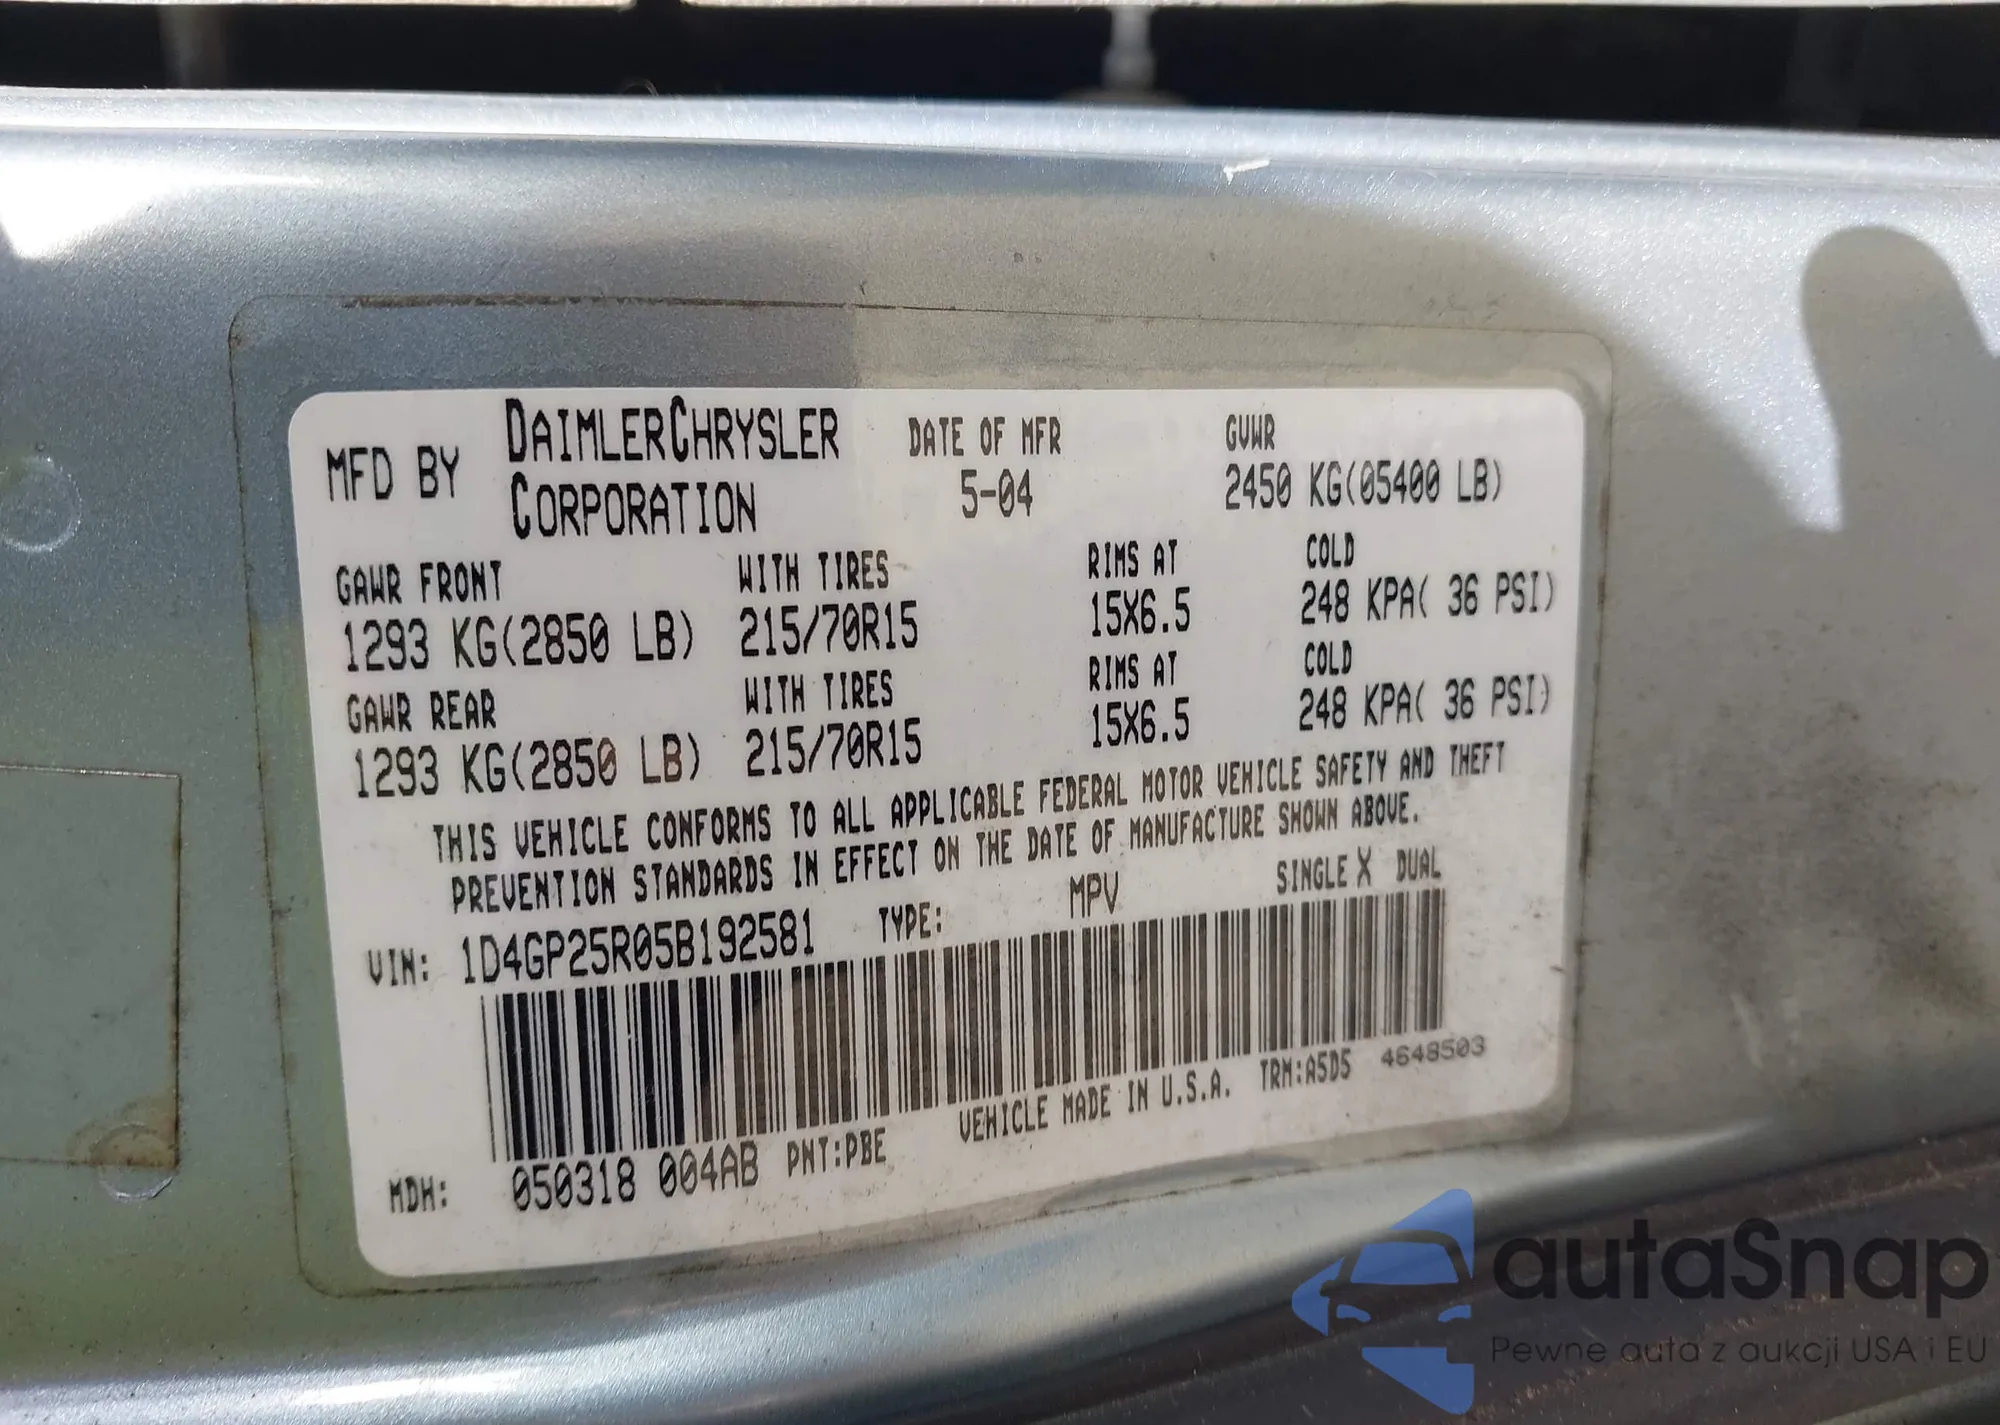 MFD BY DAIMLERCHRYSLER CORPORATION
DATE OF MFR
5-04
GVWR
2450 KG(05400 LB)
GAWR FRONT WITH TIRES RIMS AT COLD
1293 KG(2850 LB) 215/70R15 15X6.5 248 KPA( 36 PSI)
GAWR REAR WITH TIRES RIMS AT COLD
1293 KG(2850 LB) 215/70R15 15X6.5 248 KPA( 36 PSI)
THIS VEHICLE CONFORMS TO ALL APPLICABLE FEDERAL MOTOR VEHICLE SAFETY AND THEFT
PREVENTION STANDARDS IN EFFECT ON THE DATE OF MANUFACTURE SHOWN ABOVE.
VIN: 1D4GP25R05B192581 TYPE: MPV SINGLE X DUAL
MDH: 050318 004AB PNT:PBE VEHICLE MADE IN U.S.A. TRM:A5D5 4648503
autaSnap
Pewne auta z aukcji USA i EU